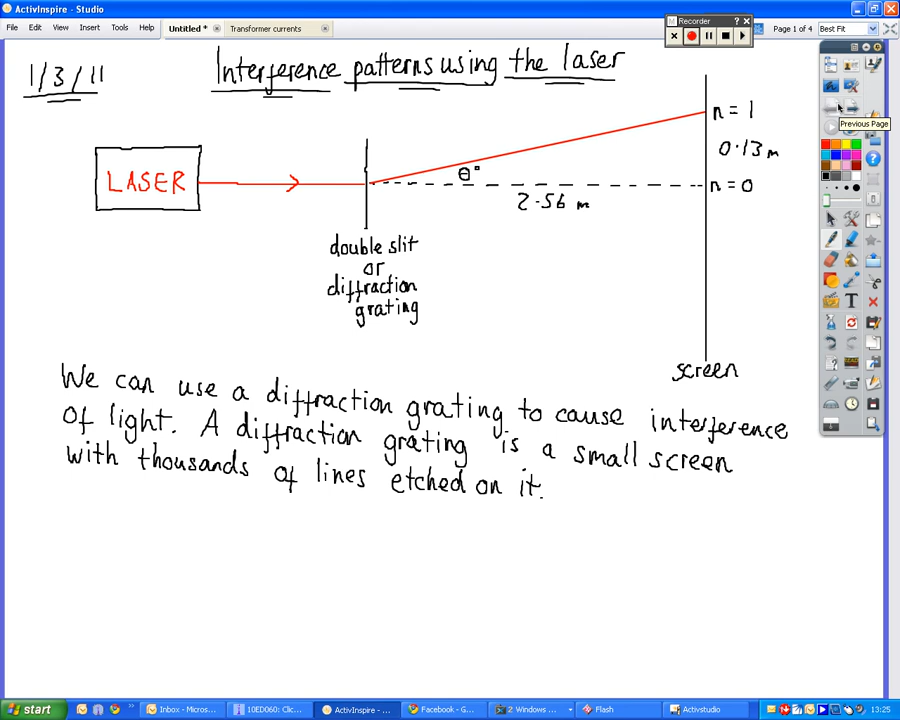 ActivInspire - Studio
File Edit View Insert Tools Help
Untitled *
Transformer currents
Recorder
Page 1 of 4
Best Fit
Previous Page
1/3/11
Interference patterns using the laser
n = 1
0.13 m
LASER
θ°
n = 0
2.56 m
double slit
or
diffraction
grating
screen
We can use a diffraction grating to cause interference
of light. A diffraction grating is a small screen
with thousands of lines etched on it.
start
Inbox - Microsof...
10ED060: Clic...
ActivInspire - ...
Facebook - G...
2 Windows ...
Flash
Activstudio
13:25